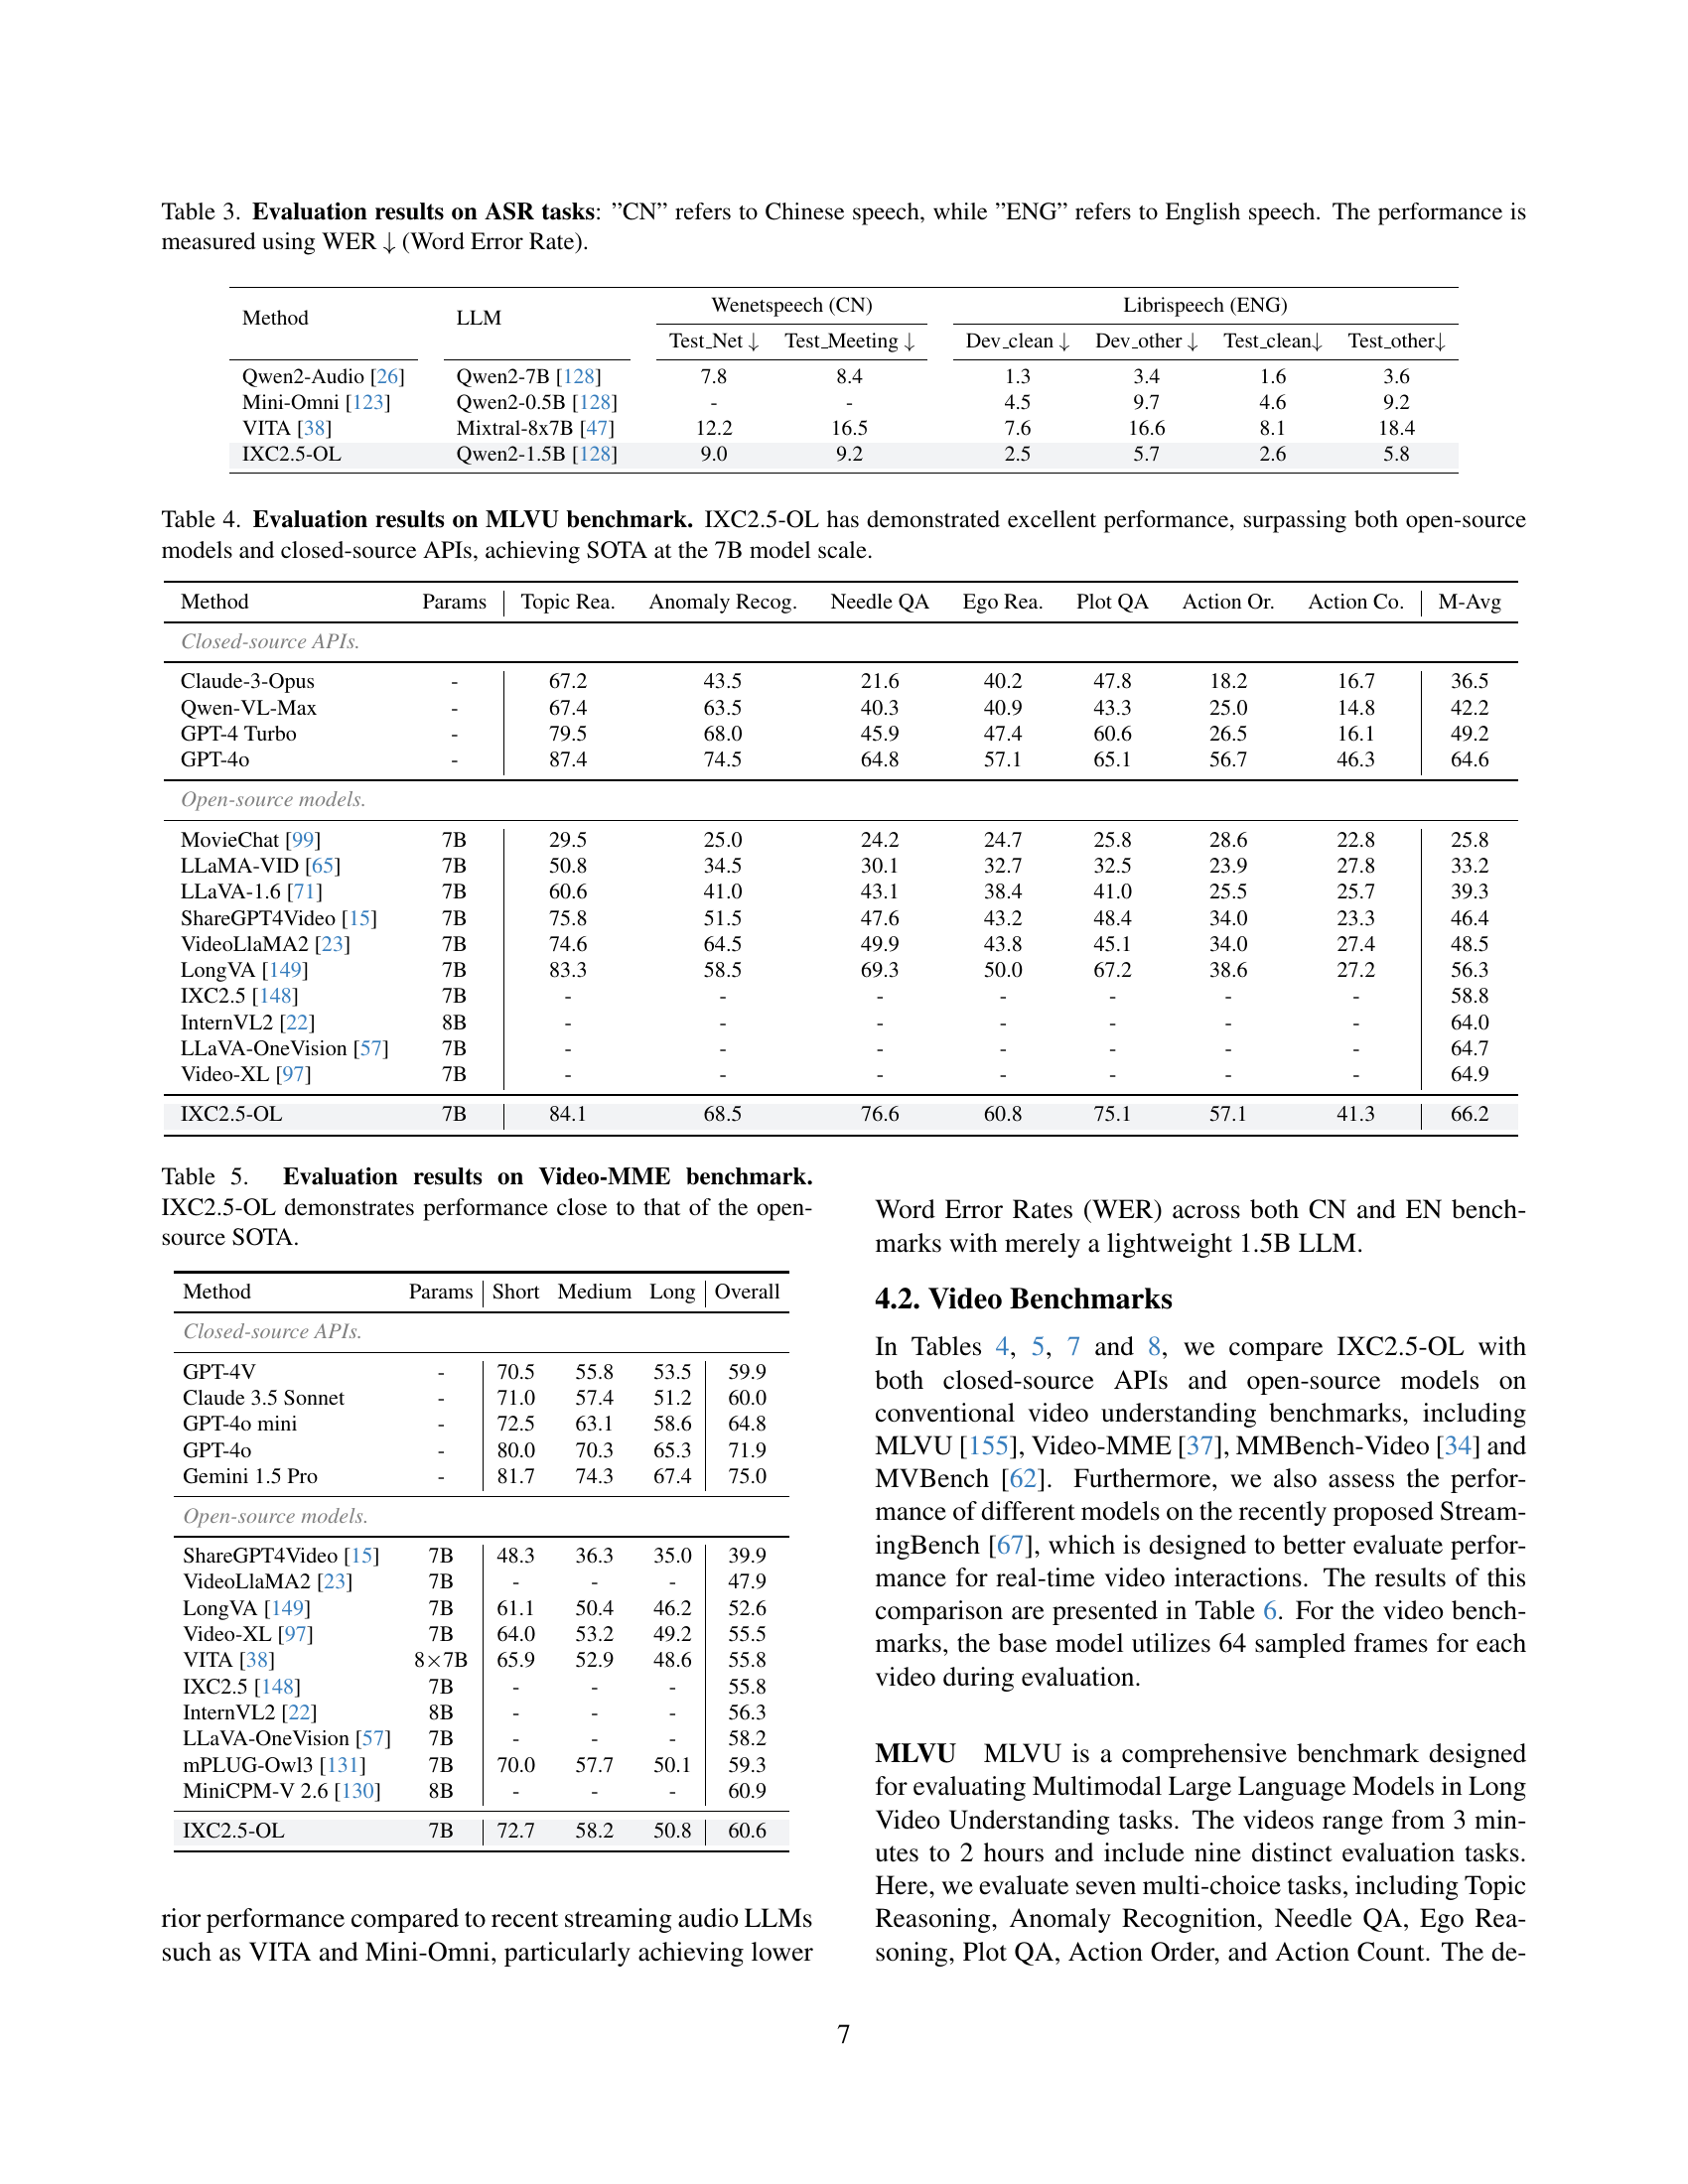 Table 3. Evaluation results on ASR tasks: ”CN” refers to Chinese speech, while ”ENG” refers to English speech. The performance is
measured using WER ↓ (Word Error Rate).
Method LLM Wenetspeech (CN) Librispeech (ENG)
Test_Net ↓ Test_Meeting ↓ Dev_clean ↓ Dev_other ↓ Test_clean↓ Test_other↓
Qwen2-Audio [26] Qwen2-7B [128] 7.8 8.4 1.3 3.4 1.6 3.6
Mini-Omni [123] Qwen2-0.5B [128] - - 4.5 9.7 4.6 9.2
VITA [38] Mixtral-8x7B [47] 12.2 16.5 7.6 16.6 8.1 18.4
IXC2.5-OL Qwen2-1.5B [128] 9.0 9.2 2.5 5.7 2.6 5.8
Table 4. Evaluation results on MLVU benchmark. IXC2.5-OL has demonstrated excellent performance, surpassing both open-source
models and closed-source APIs, achieving SOTA at the 7B model scale.
Method Params Topic Rea. Anomaly Recog. Needle QA Ego Rea. Plot QA Action Or. Action Co. M-Avg
Closed-source APIs.
Claude-3-Opus - 67.2 43.5 21.6 40.2 47.8 18.2 16.7 36.5
Qwen-VL-Max - 67.4 63.5 40.3 40.9 43.3 25.0 14.8 42.2
GPT-4 Turbo - 79.5 68.0 45.9 47.4 60.6 26.5 16.1 49.2
GPT-4o - 87.4 74.5 64.8 57.1 65.1 56.7 46.3 64.6
Open-source models.
MovieChat [99] 7B 29.5 25.0 24.2 24.7 25.8 28.6 22.8 25.8
LLaMA-VID [65] 7B 50.8 34.5 30.1 32.7 32.5 23.9 27.8 33.2
LLaVA-1.6 [71] 7B 60.6 41.0 43.1 38.4 41.0 25.5 25.7 39.3
ShareGPT4Video [15] 7B 75.8 51.5 47.6 43.2 48.4 34.0 23.3 46.4
VideoLlaMA2 [23] 7B 74.6 64.5 49.9 43.8 45.1 34.0 27.4 48.5
LongVA [149] 7B 83.3 58.5 69.3 50.0 67.2 38.6 27.2 56.3
IXC2.5 [148] 7B - - - - - - - 58.8
InternVL2 [22] 8B - - - - - - - 64.0
LLaVA-OneVision [57] 7B - - - - - - - 64.7
Video-XL [97] 7B - - - - - - - 64.9
IXC2.5-OL 7B 84.1 68.5 76.6 60.8 75.1 57.1 41.3 66.2
Table 5. Evaluation results on Video-MME benchmark.
IXC2.5-OL demonstrates performance close to that of the open-
source SOTA.
Method Params Short Medium Long Overall
Closed-source APIs.
GPT-4V - 70.5 55.8 53.5 59.9
Claude 3.5 Sonnet - 71.0 57.4 51.2 60.0
GPT-4o mini - 72.5 63.1 58.6 64.8
GPT-4o - 80.0 70.3 65.3 71.9
Gemini 1.5 Pro - 81.7 74.3 67.4 75.0
Open-source models.
ShareGPT4Video [15] 7B 48.3 36.3 35.0 39.9
VideoLlaMA2 [23] 7B - - - 47.9
LongVA [149] 7B 61.1 50.4 46.2 52.6
Video-XL [97] 7B 64.0 53.2 49.2 55.5
VITA [38] 8×7B 65.9 52.9 48.6 55.8
IXC2.5 [148] 7B - - - 55.8
InternVL2 [22] 8B - - - 56.3
LLaVA-OneVision [57] 7B - - - 58.2
mPLUG-Owl3 [131] 7B 70.0 57.7 50.1 59.3
MiniCPM-V 2.6 [130] 8B - - - 60.9
IXC2.5-OL 7B 72.7 58.2 50.8 60.6
rior performance compared to recent streaming audio LLMs
such as VITA and Mini-Omni, particularly achieving lower
Word Error Rates (WER) across both CN and EN bench-
marks with merely a lightweight 1.5B LLM.
4.2. Video Benchmarks
In Tables 4, 5, 7 and 8, we compare IXC2.5-OL with
both closed-source APIs and open-source models on
conventional video understanding benchmarks, including
MLVU [155], Video-MME [37], MMBench-Video [34] and
MVBench [62]. Furthermore, we also assess the perfor-
mance of different models on the recently proposed Stream-
ingBench [67], which is designed to better evaluate perfor-
mance for real-time video interactions. The results of this
comparison are presented in Table 6. For the video bench-
marks, the base model utilizes 64 sampled frames for each
video during evaluation.
MLVU MLVU is a comprehensive benchmark designed
for evaluating Multimodal Large Language Models in Long
Video Understanding tasks. The videos range from 3 min-
utes to 2 hours and include nine distinct evaluation tasks.
Here, we evaluate seven multi-choice tasks, including Topic
Reasoning, Anomaly Recognition, Needle QA, Ego Rea-
soning, Plot QA, Action Order, and Action Count. The de-
7